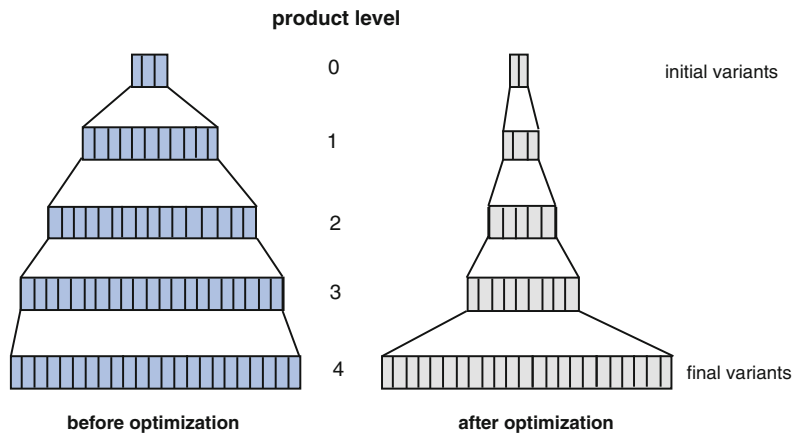 product level
0
initial variants
1
2
3
4
final variants
before optimization
after optimization